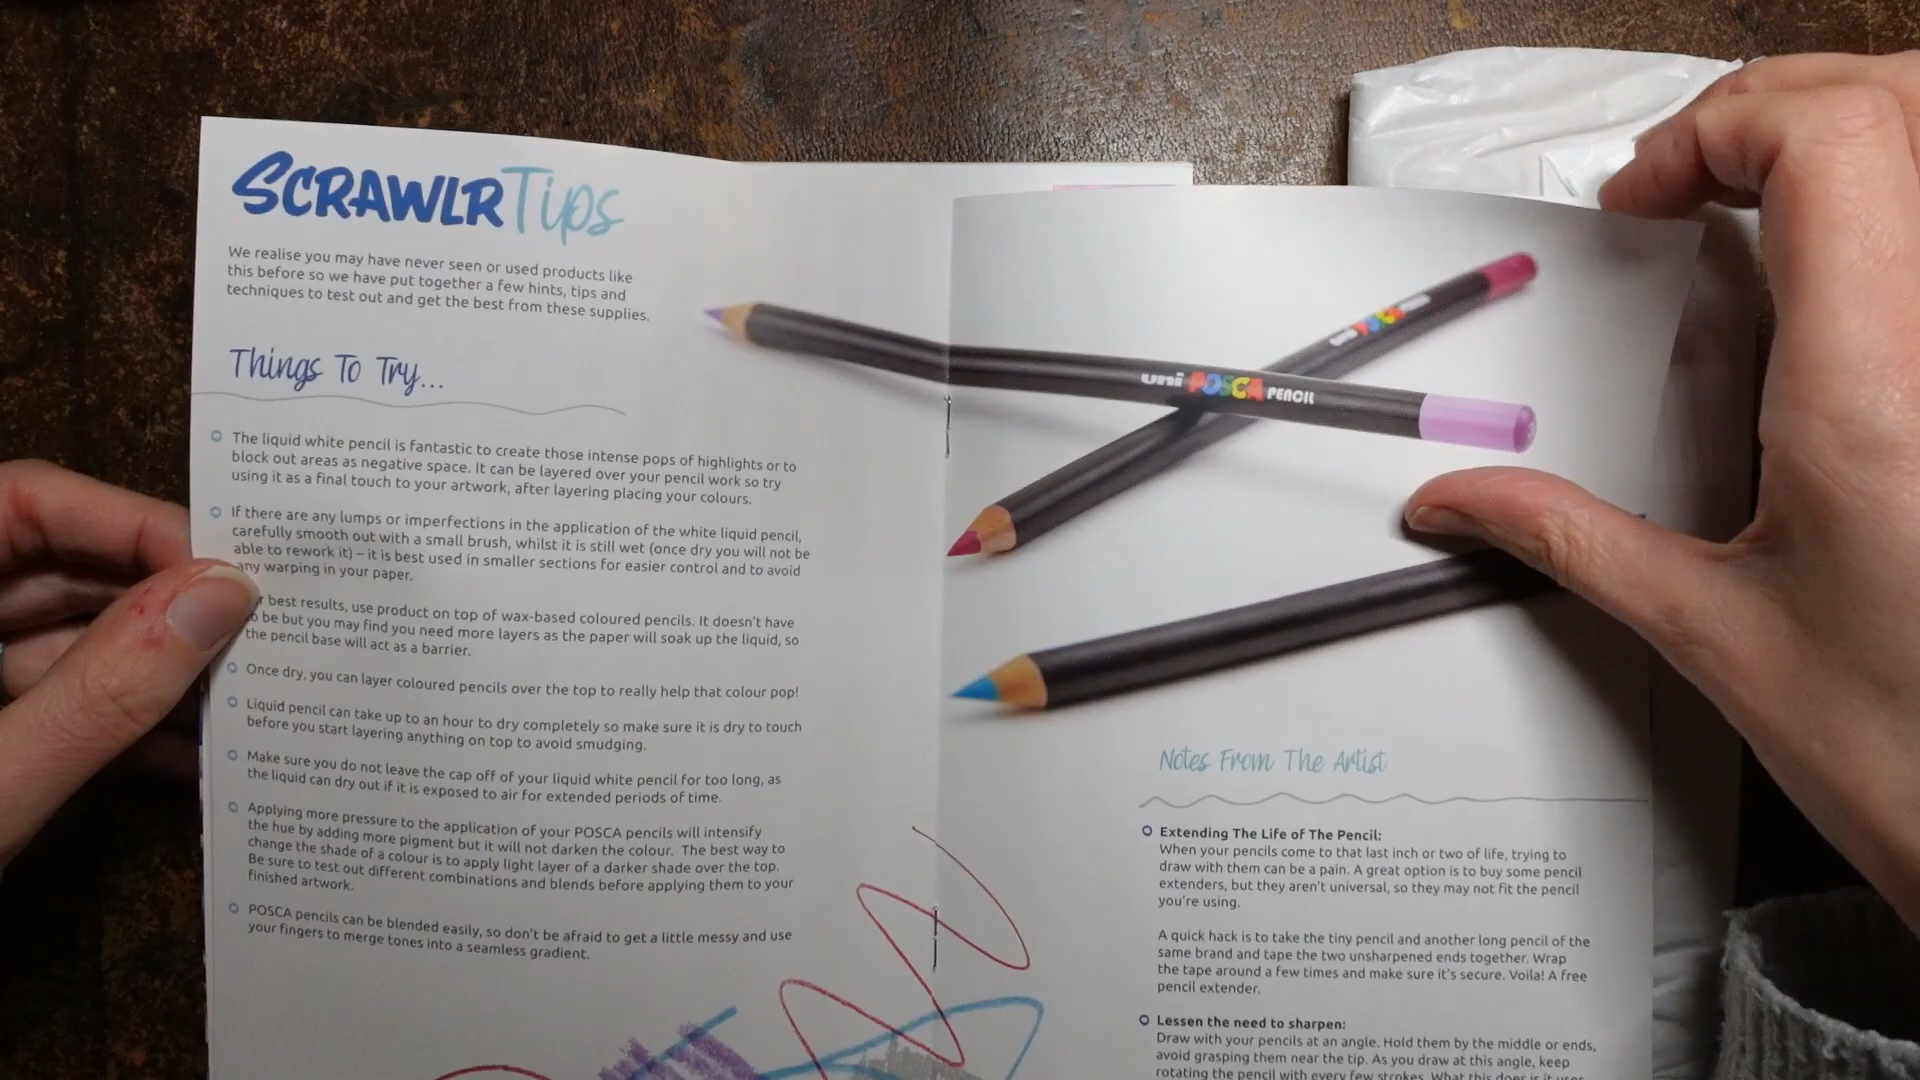 SCRAWLR Tips
We realise you may have never seen or used products like
this before so we have put together a few hints, tips and
techniques to test out and get the best from these supplies.
Things To Try...
The liquid white pencil is fantastic to create those intense pops of highlights or to
block out areas as negative space. It can be layered over your pencil work so try
using it as a final touch to your artwork, after layering placing your colours.
If there are any lumps or imperfections in the application of the white liquid pencil,
carefully smooth out with a small brush, whilst it is still wet (once dry you will not be
able to rework it) – it is best used in smaller sections for easier control and to avoid
any warping in your paper.
best results, use product on top of wax-based coloured pencils. It doesn't have
be but you may find you need more layers as the paper will soak up the liquid, so
the pencil base will act as a barrier.
Once dry, you can layer coloured pencils over the top to really help that colour pop!
Liquid pencil can take up to an hour to dry completely so make sure it is dry to touch
before you start layering anything on top to avoid smudging.
Make sure you do not leave the cap off of your liquid white pencil for too long, as
the liquid can dry out if it is exposed to air for extended periods of time.
Applying more pressure to the application of your POSCA pencils will intensify
the hue by adding more pigment but it will not darken the colour. The best way to
change the shade of a colour is to apply light layer of a darker shade over the top.
Be sure to test out different combinations and blends before applying them to your
finished artwork.
POSCA pencils can be blended easily, so don't be afraid to get a little messy and use
your fingers to merge tones into a seamless gradient.
uni POSCA
uni POSCA PENCIL
Notes From The Artist
Extending The Life of The Pencil:
When your pencils come to that last inch or two of life, trying to
draw with them can be a pain. A great option is to buy some pencil
extenders, but they aren't universal, so they may not fit the pencil
you're using.
A quick hack is to take the tiny pencil and another long pencil of the
same brand and tape the two unsharpened ends together. Wrap
the tape around a few times and make sure it's secure. Voila! A free
pencil extender.
Lessen the need to sharpen:
Draw with your pencils at an angle. Hold them by the middle or ends,
avoid grasping them near the tip. As you draw at this angle, keep
rotating the pencil with every few strokes. What this does is it